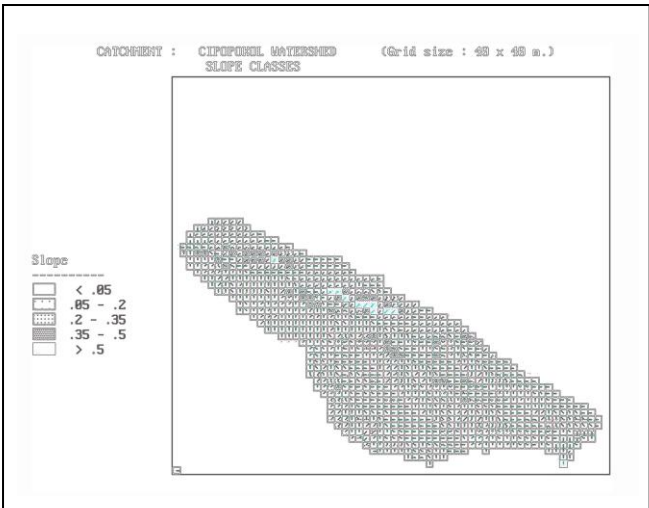 CATCHMENT : CIPOPOKOL WATERSHED (Grid size : 40 x 40 m.)
SLOPE CLASSES
Slope
----------
< .05
.05 - .2
.2 - .35
.35 - .5
> .5